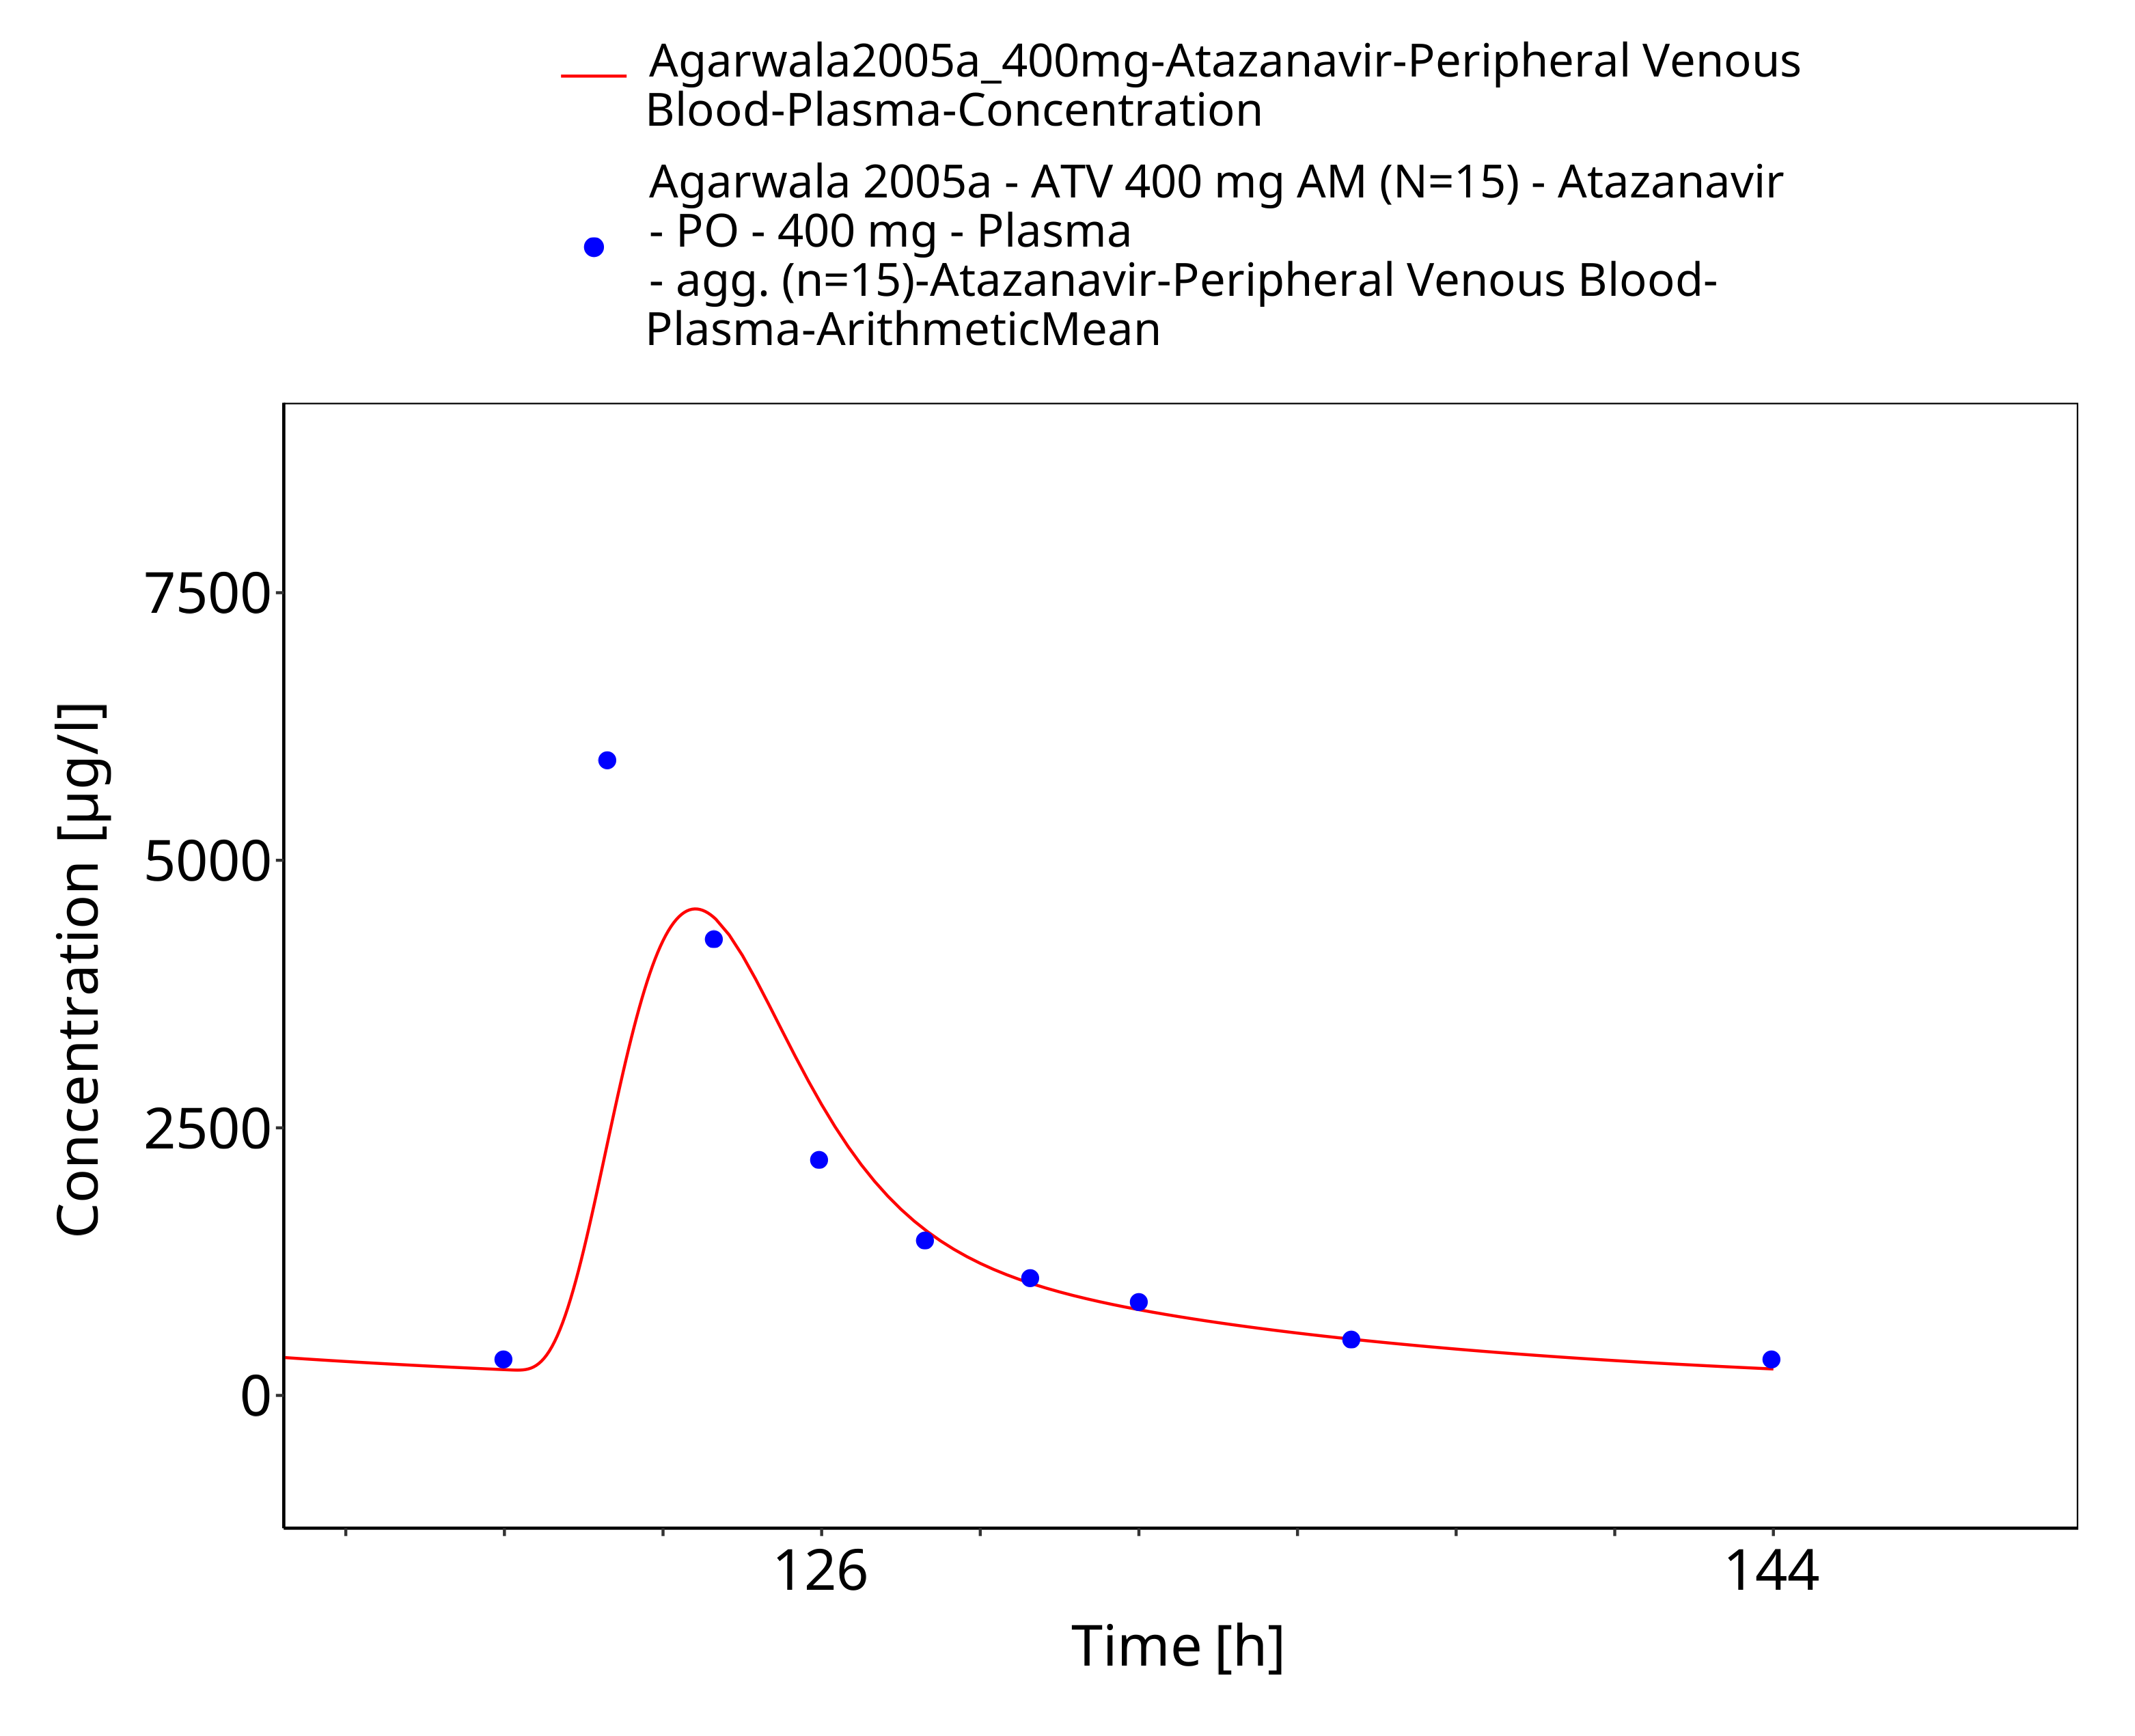 Agarwala2005a_400mg-Atazanavir-Peripheral Venous
Blood-Plasma-Concentration
Agarwala 2005a - ATV 400 mg AM (N=15) - Atazanavir
- PO - 400 mg - Plasma
- agg. (n=15)-Atazanavir-Peripheral Venous Blood-
Plasma-ArithmeticMean
Concentration [µg/l]
7500
5000
2500
0
126
144
Time [h]